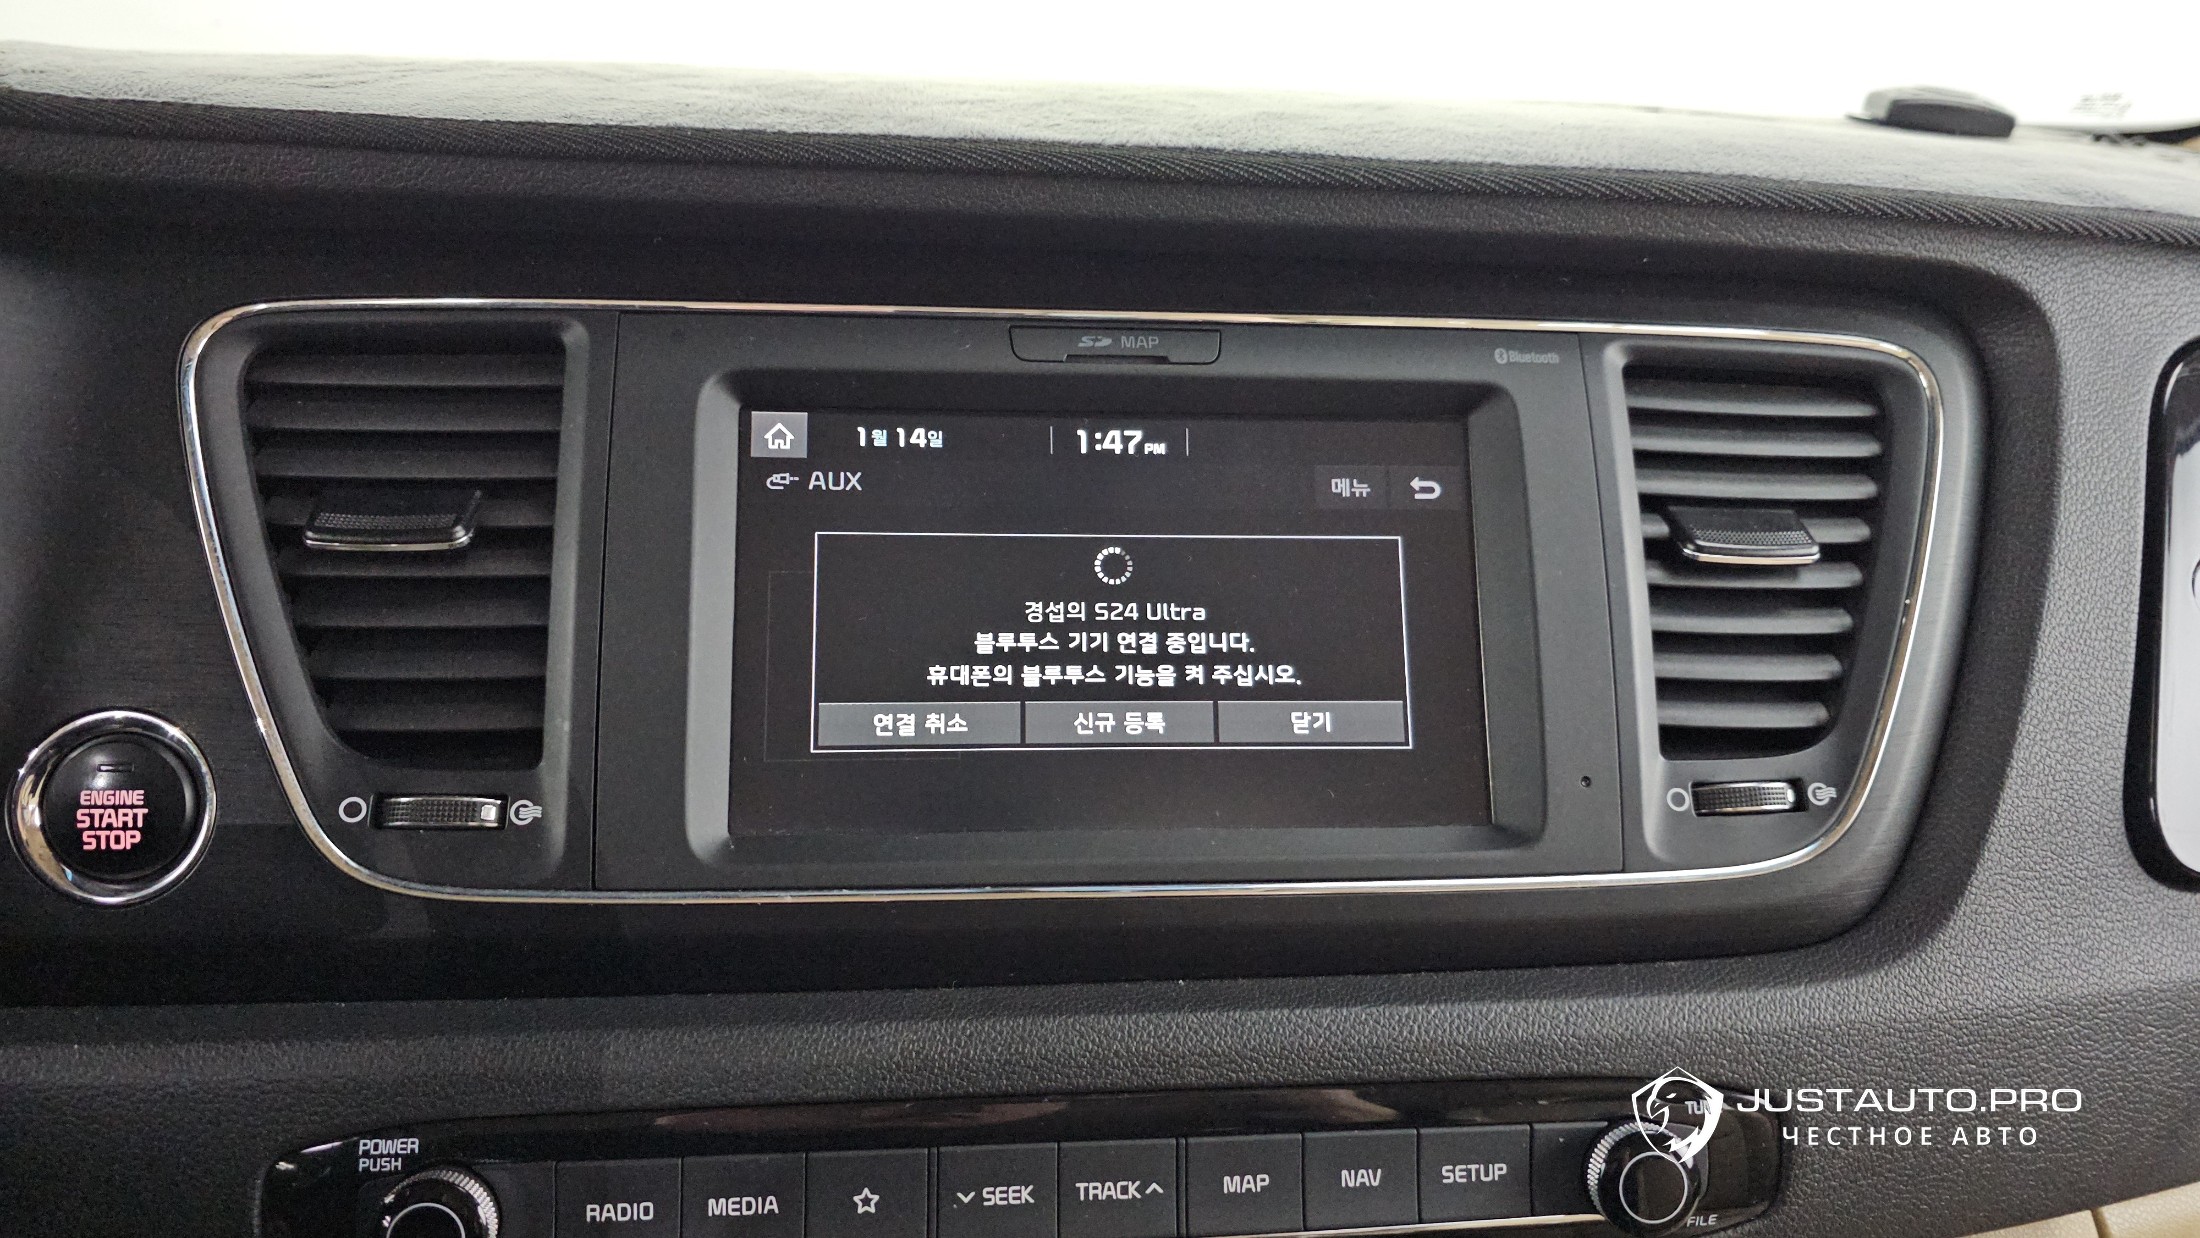 SD MAP
Bluetooth
1월 14일
1:47 PM
AUX
메뉴
경섭의 S24 Ultra
블루투스 기기 연결 중입니다.
휴대폰의 블루투스 기능을 켜 주십시오.
연결 취소
신규 등록
닫기
ENGINE
START
STOP
POWER
PUSH
RADIO
MEDIA
SEEK
TRACK
MAP
NAV
SETUP
FILE
JUSTAUTO.PRO
ЧЕСТНОЕ АВТО